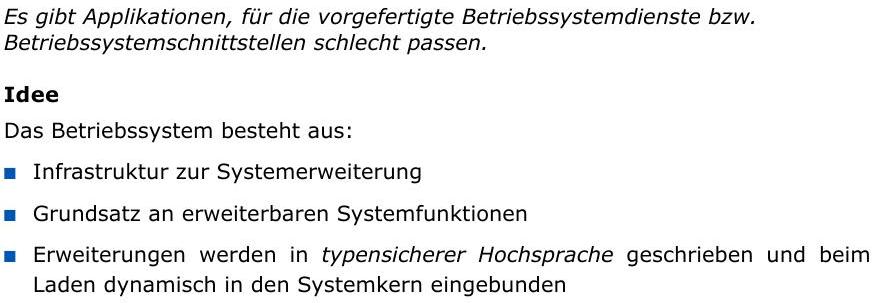 Es gibt Applikationen, für die vorgefertigte Betriebssystemdienste bzw.
Betriebssystemschnittstellen schlecht passen.
Idee
Das Betriebssystem besteht aus:
■ Infrastruktur zur Systemerweiterung
■ Grundsatz an erweiterbaren Systemfunktionen
■ Erweiterungen werden in typensicherer Hochsprache geschrieben und beim
Laden dynamisch in den Systemkern eingebunden